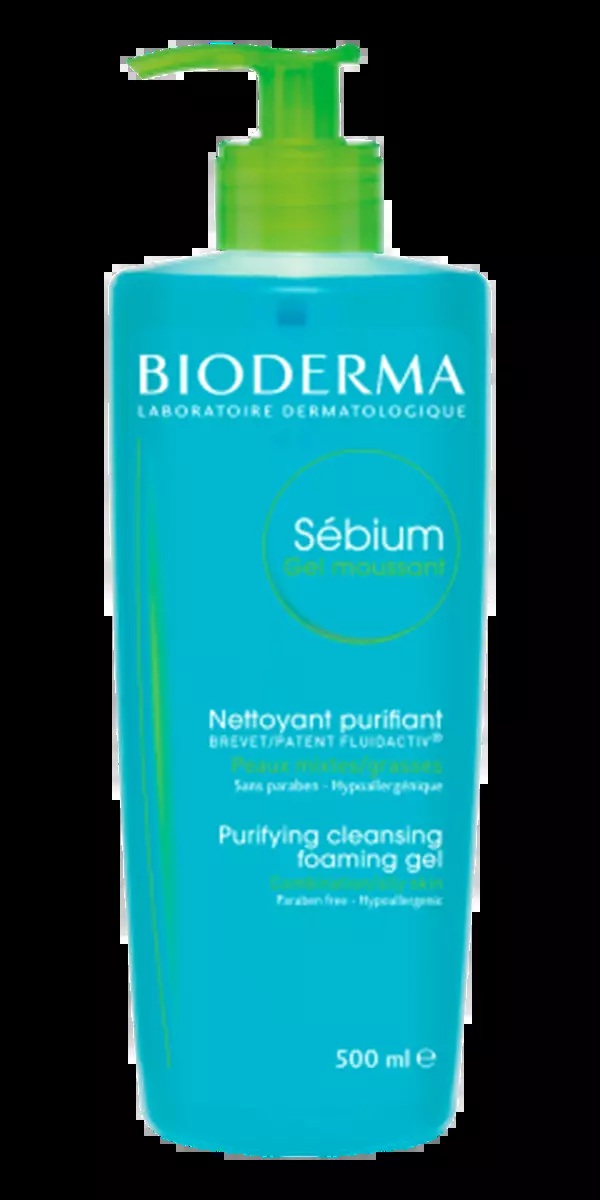 BIODERMA
LABORATOIRE DERMATOLOGIQUE
Sébium
Gel moussant
Nettoyant purifiant
BREVET/PATENT FLUIDACTIV®
Peaux mixtes/grasses
Sans paraben - Hypoallergénique
Purifying cleansing
foaming gel
Combination/oily skin
Paraben free - Hypoallergenic
500 ml ℮